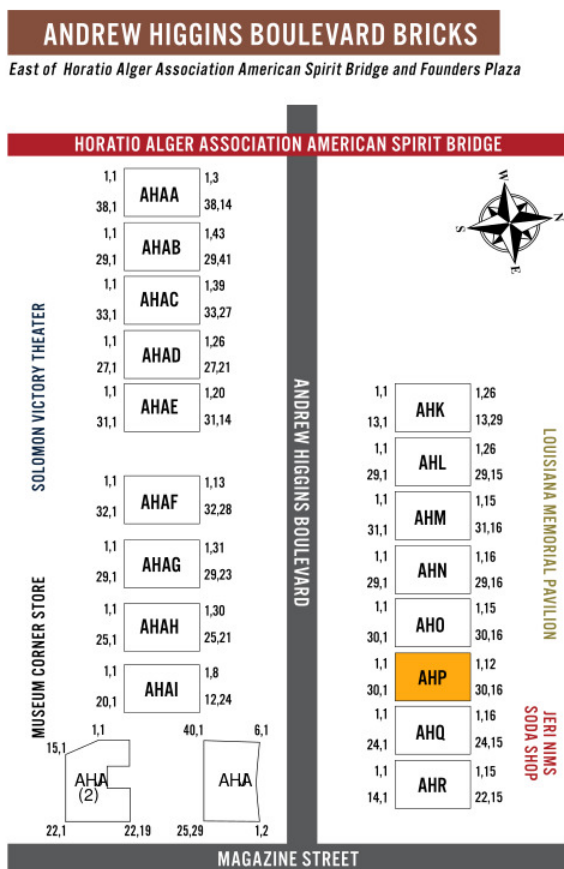 ANDREW HIGGINS BOULEVARD BRICKS
East of Horatio Alger Association American Spirit Bridge and Founders Plaza
HORATIO ALGER ASSOCIATION AMERICAN SPIRIT BRIDGE
W
N
S
E
1,1 AHAA 1,3
38,1 38,14
1,1 AHAB 1,43
29,1 29,41
1,1 AHAC 1,39
33,1 33,27
1,1 AHAD 1,26
27,1 27,21
1,1 AHAE 1,20
31,1 31,14
1,1 AHAF 1,13
32,1 32,28
1,1 AHAG 1,31
29,1 29,23
1,1 AHAH 1,30
25,1 25,21
1,1 AHAI 1,8
20,1 12,24
1,1
15,1
AHA
(2)
22,1 22,19
40,1 6,1
AHA
25,29 1,2
SOLOMON VICTORY THEATER
MUSEUM CORNER STORE
ANDREW HIGGINS BOULEVARD
1,1 AHK 1,26
13,1 13,29
1,1 AHL 1,26
29,1 29,15
1,1 AHM 1,15
31,1 31,16
1,1 AHN 1,16
29,1 29,16
1,1 AHO 1,15
30,1 30,16
1,1 AHP 1,12
30,1 30,16
1,1 AHQ 1,16
24,1 24,15
1,1 AHR 1,15
14,1 22,15
LOUISIANA MEMORIAL PAVILION
JERI NIMS
SODA SHOP
MAGAZINE STREET